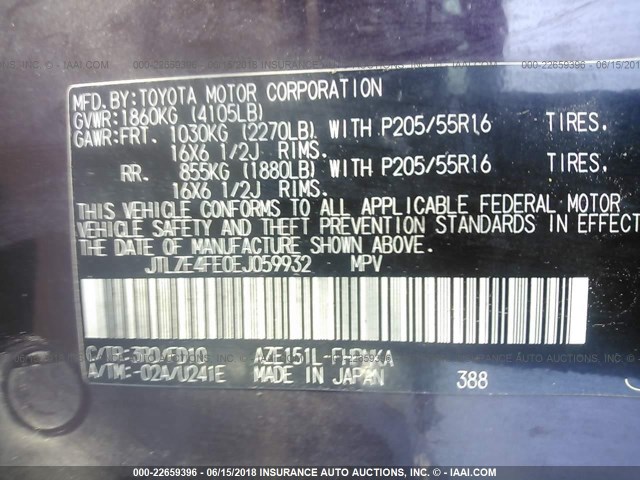 000-22659396 - 06/15/2018 - INSURANCE AUTO AUCTIONS, INC. - © - IAAI.COM
MFD.BY:TOYOTA MOTOR CORPORATION
GVWR:1860KG (4105LB)
GAWR:FRT. 1030KG (2270LB) WITH P205/55R16 TIRES.
16X6 1/2J RIMS.
RR. 855KG (1880LB) WITH P205/55R16 TIRES.
16X6 1/2J RIMS.
THIS VEHICLE CONFORMS TO ALL APPLICABLE FEDERAL MOTOR
VEHICLE SAFETY AND THEFT PREVENTION STANDARDS IN EFFECT
THE DATE OF MANUFACTURE SHOWN ABOVE.
JTLZE4FE0EJ059932 MPV
C/TR:
AZE151L-
A/TM:-02A/U241E MADE IN JAPAN 388
000-22659396 - 06/15/2018 - INSURANCE AUTO AUCTIONS, INC. - © - IAAI.COM